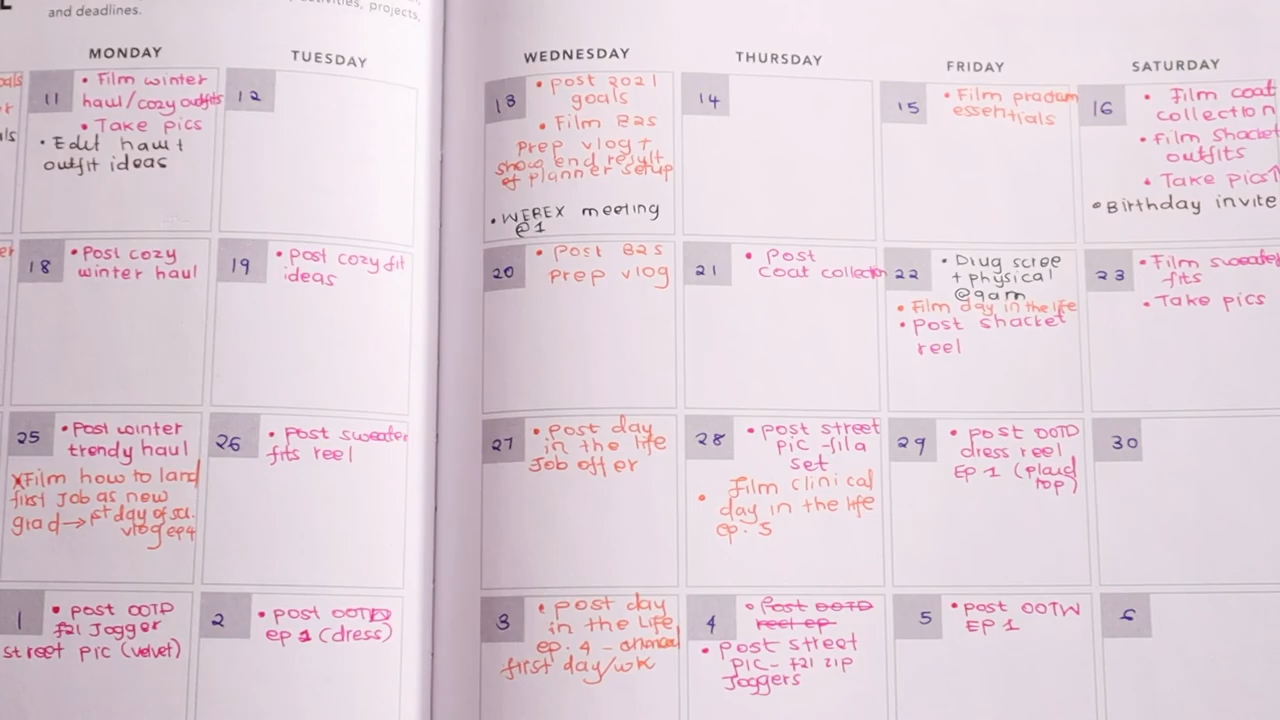 and deadlines.
projects,
MONDAY
TUESDAY
WEDNESDAY
THURSDAY
FRIDAY
SATURDAY
11
• Film winter
haul/cozy outfits
• Take pics
• Edit haul +
outfit ideas
12
13
• post 2021
goals
• Film B2S
prep vlog +
show end result
of planner setup
• WEBEX meeting
@1
14
15
• Film
essentials
16
• Film coat
collection
• Film Shacket
outfits
• Take pics
• Birthday invite
18
• Post cozy
winter haul
19
• post cozy fit
ideas
20
• Post B2S
prep vlog
21
• Post
Coat collection
22
• Drug scree
+ physical
@9am
• Film day in the life
• Post shacket
reel
23
• Film sweater
fits
• Take pics
25
• Post winter
trendy haul
Film how to land
first Job as new
grad → 1st day of
vlog ep 4
26
• Post sweater
fits reel
27
• post day
in the life
Job offer
28
• post street
pic - fila
set
• film clinical
day in the life
ep. 5
29
• post OOTD
dress reel
EP 1 (plaid
top)
30
1
• post OOTD
f21 Jogger
street pic (velvet)
2
• post OOTD
ep 1 (dress)
3
• post day
in the life
ep. 4 - clinical
first day/wk
4
• Post OOTD
reel ep
• post street
pic - f21 zip
Joggers
5
• post OOTW
EP 1
6